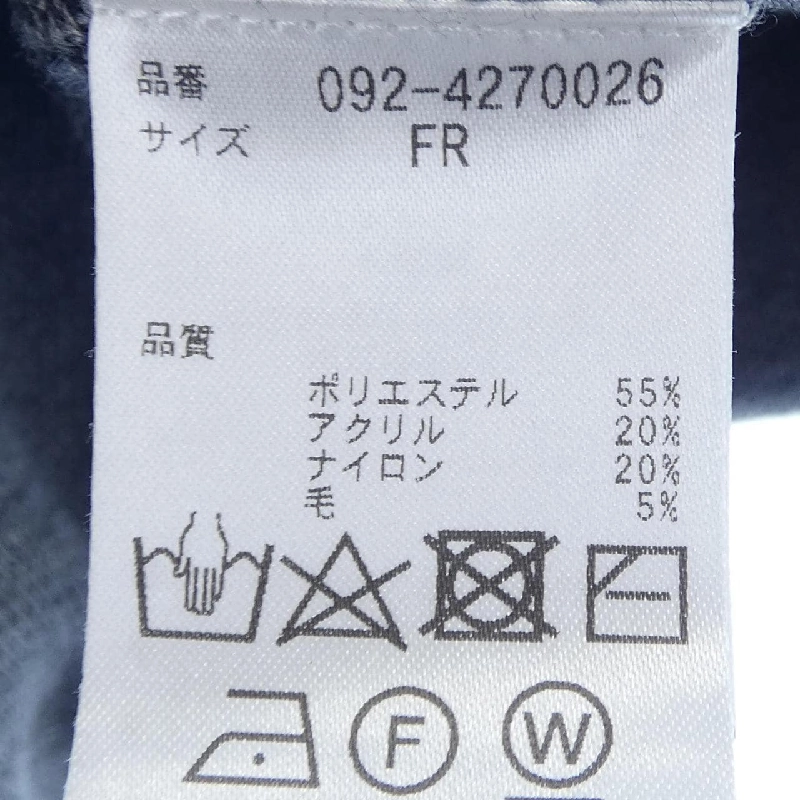 品番 092-4270026
サイズ FR
品質
ポリエステル 55%
アクリル 20%
ナイロン 20%
毛 5%
F W